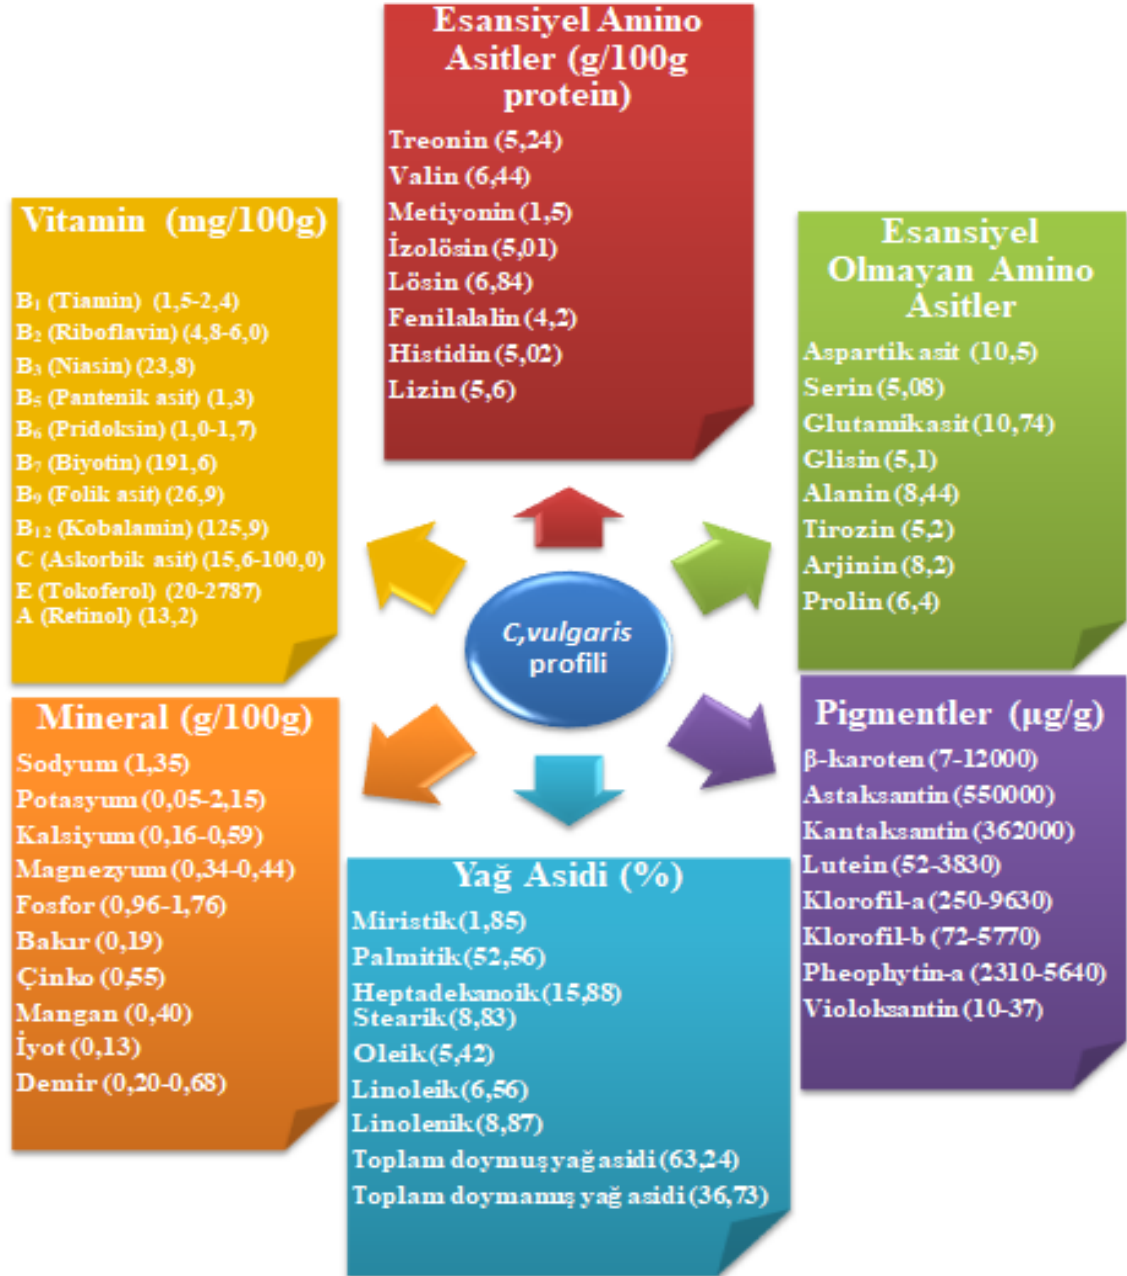 Esansiyel Amino
Asitler (g/100g
protein)
Treonin (5,24)
Valin (6,44)
Metiyonin (1,5)
İzolösin (5,01)
Lösin (6,84)
Fenilalalin (4,2)
Histidin (5,02)
Lizin (5,6)
Vitamin (mg/100g)
B₁ (Tiamin) (1,5-2,4)
B₂ (Riboflavin) (4,8-6,0)
B₃ (Niasin) (23,8)
B₅ (Pantenik asit) (1,3)
B₆ (Pridoksin) (1,0-1,7)
B₇ (Biyotin) (191,6)
B₉ (Folik asit) (26,9)
B₁₂ (Kobalamin) (125,9)
C (Askorbik asit) (15,6-100,0)
E (Tokoferol) (20-2787)
A (Retinol) (13,2)
Esansiyel
Olmayan Amino
Asitler
Aspartik asit (10,5)
Serin (5,08)
Glutamik asit (10,74)
Glisin (5,1)
Alanin (8,44)
Tirozin (5,2)
Arjinin (8,2)
Prolin (6,4)
C,vulgaris
profili
Mineral (g/100g)
Sodyum (1,35)
Potasyum (0,05-2,15)
Kalsiyum (0,16-0,59)
Magnezyum (0,34-0,44)
Fosfor (0,96-1,76)
Bakır (0,19)
Çinko (0,55)
Mangan (0,40)
İyot (0,13)
Demir (0,20-0,68)
Yağ Asidi (%)
Miristik (1,85)
Palmitik (52,56)
Heptadekanoik (15,88)
Stearik (8,83)
Oleik (5,42)
Linoleik (6,56)
Linolenik (8,87)
Toplam doymuş yağ asidi (63,24)
Toplam doymamış yağ asidi (36,73)
Pigmentler (µg/g)
β-karoten (7-12000)
Astaksantin (550000)
Kantaksantin (362000)
Lutein (52-3830)
Klorofil-a (250-9630)
Klorofil-b (72-5770)
Pheophytin-a (2310-5640)
Violoksantin (10-37)